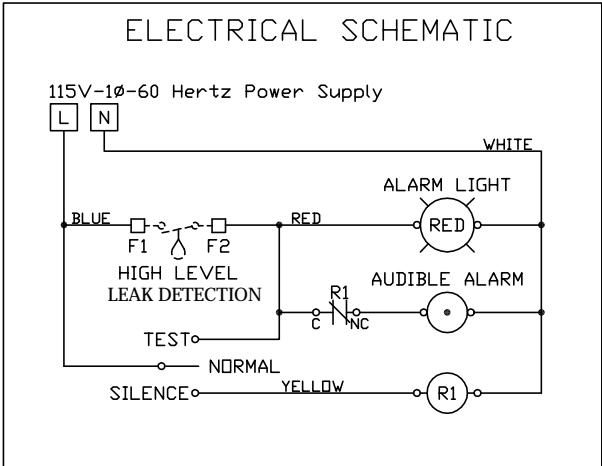 ELECTRICAL SCHEMATIC
115V-1Ø-60 Hertz Power Supply
L N
WHITE
ALARM LIGHT
BLUE RED RED
F1 F2
HIGH LEVEL
LEAK DETECTION
AUDIBLE ALARM
R1
C NC
TEST
NORMAL
SILENCE YELLOW R1